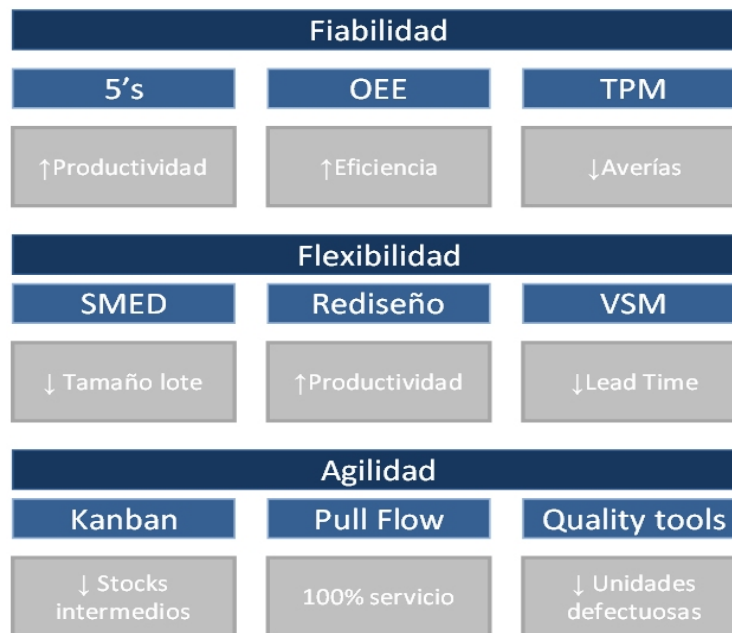 Fiabilidad
5's
OEE
TPM
↑Productividad
↑Eficiencia
↓Averías
Flexibilidad
SMED
Rediseño
VSM
↓ Tamaño lote
↑Productividad
↓Lead Time
Agilidad
Kanban
Pull Flow
Quality tools
↓ Stocks
intermedios
100% servicio
↓ Unidades
defectuosas